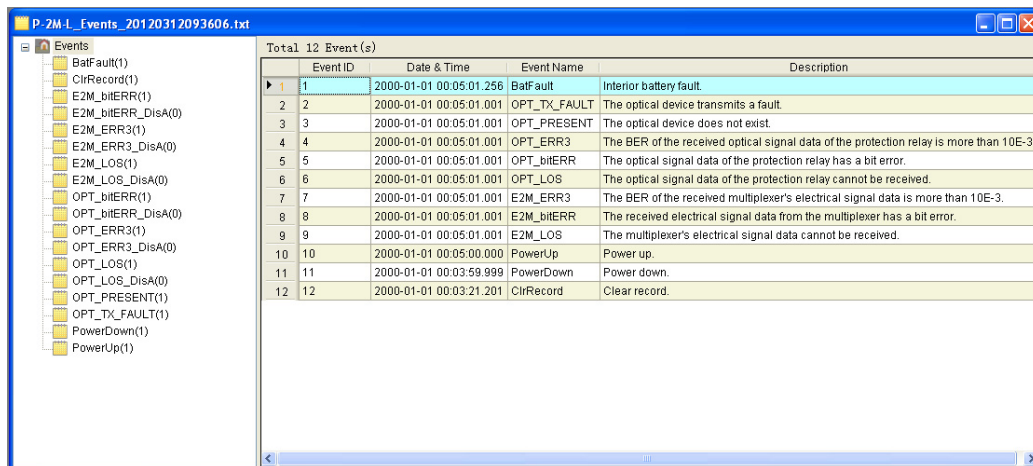 P-2M-L_Events_20120312093606.txt
Events
BatFault(1)
ClrRecord(1)
E2M_bitERR(1)
E2M_bitERR_DisA(0)
E2M_ERR3(1)
E2M_ERR3_DisA(0)
E2M_LOS(1)
E2M_LOS_DisA(0)
OPT_bitERR(1)
OPT_bitERR_DisA(0)
OPT_ERR3(1)
OPT_ERR3_DisA(0)
OPT_LOS(1)
OPT_LOS_DisA(0)
OPT_PRESENT(1)
OPT_TX_FAULT(1)
PowerDown(1)
PowerUp(1)
Total 12 Event(s)
Event ID Date & Time Event Name Description
1 1 2000-01-01 00:05:01.256 BatFault Interior battery fault.
2 2 2000-01-01 00:05:01.001 OPT_TX_FAULT The optical device transmits a fault.
3 3 2000-01-01 00:05:01.001 OPT_PRESENT The optical device does not exist.
4 4 2000-01-01 00:05:01.001 OPT_ERR3 The BER of the received optical signal data of the protection relay is more than 10E-3
5 5 2000-01-01 00:05:01.001 OPT_bitERR The optical signal data of the protection relay has a bit error.
6 6 2000-01-01 00:05:01.001 OPT_LOS The optical signal data of the protection relay cannot be received.
7 7 2000-01-01 00:05:01.001 E2M_ERR3 The BER of the received multiplexer's electrical signal data is more than 10E-3.
8 8 2000-01-01 00:05:01.001 E2M_bitERR The received electrical signal data from the multiplexer has a bit error.
9 9 2000-01-01 00:05:01.001 E2M_LOS The multiplexer's electrical signal data cannot be received.
10 10 2000-01-01 00:05:00.000 PowerUp Power up.
11 11 2000-01-01 00:03:59.999 PowerDown Power down.
12 12 2000-01-01 00:03:21.201 ClrRecord Clear record.